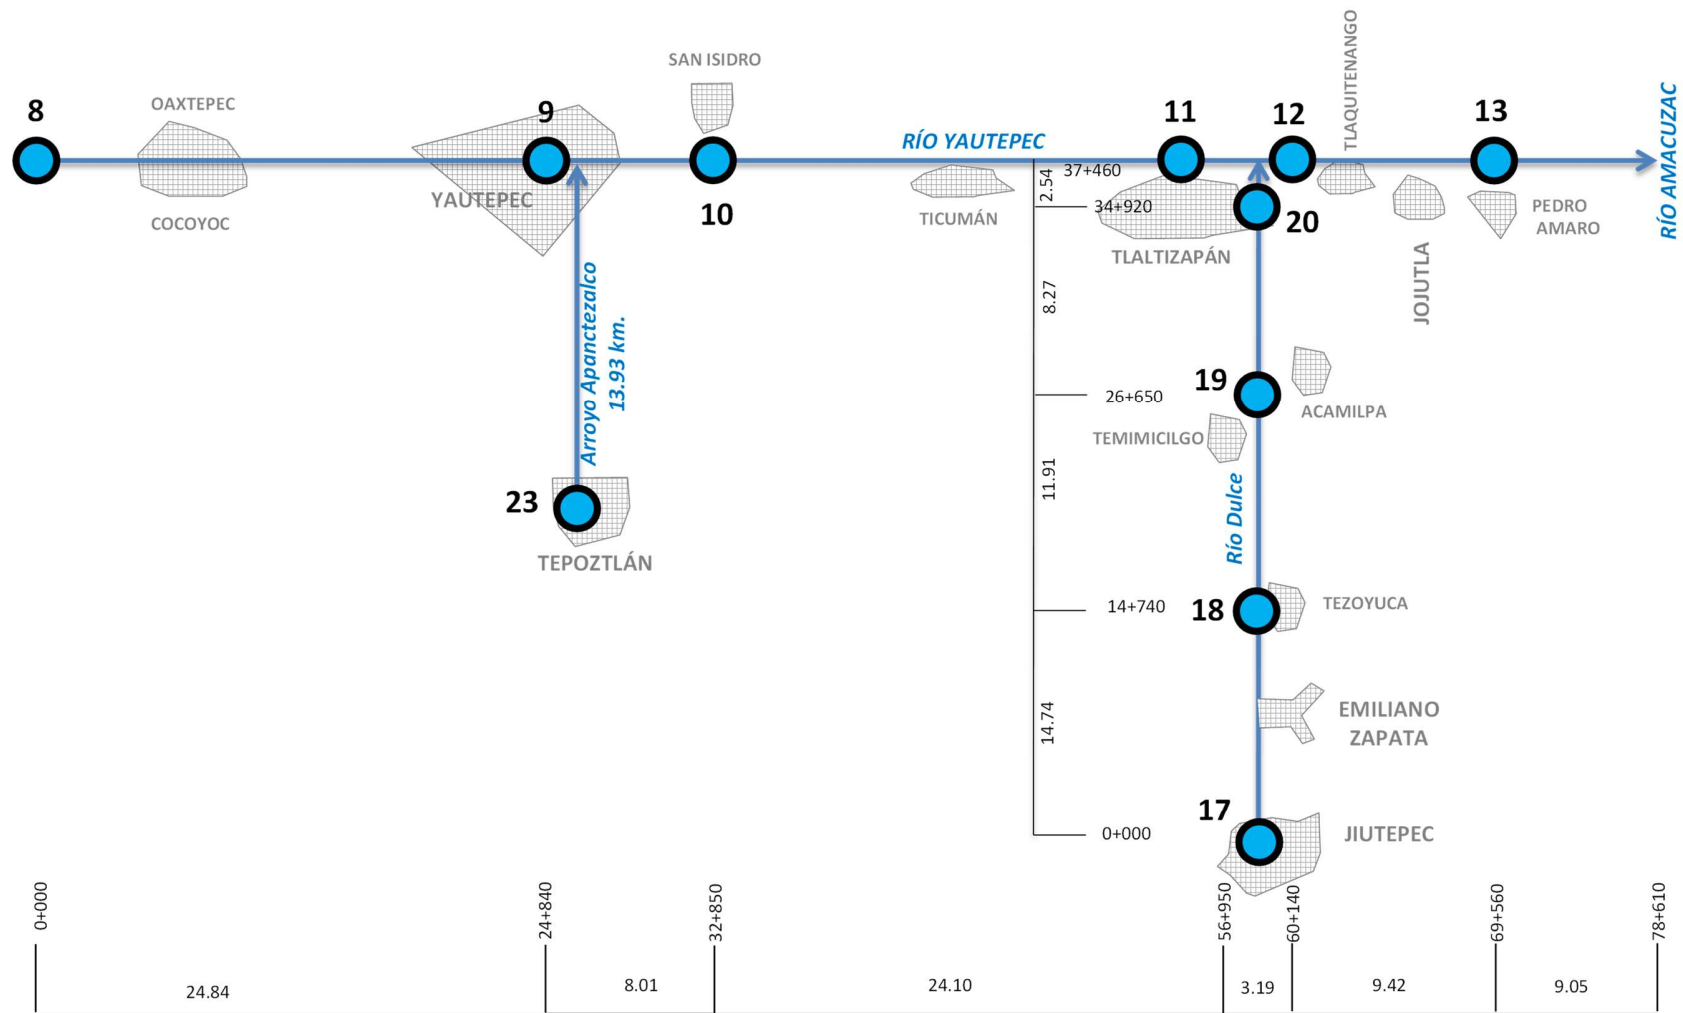 SAN ISIDRO
TLAQUITENANGO
8
OAXTEPEC
9
11
12
13
RÍO YAUTEPEC
RÍO AMACUZAC
2.54
37+460
YAUTEPEC
34+920
COCOYOC
10
TICUMÁN
20
PEDRO
AMARO
TLALTIZAPÁN
JOJUTLA
Arroyo Apanctezalco
13.93 km.
8.27
19
26+650
ACAMILPA
TEMIMICILGO
11.91
Río Dulce
23
TEPOZTLÁN
14+740
18
TEZOYUCA
14.74
EMILIANO
ZAPATA
17
0+000
JIUTEPEC
0+000
24+840
32+850
56+950
60+140
69+560
78+610
24.84
8.01
24.10
3.19
9.42
9.05